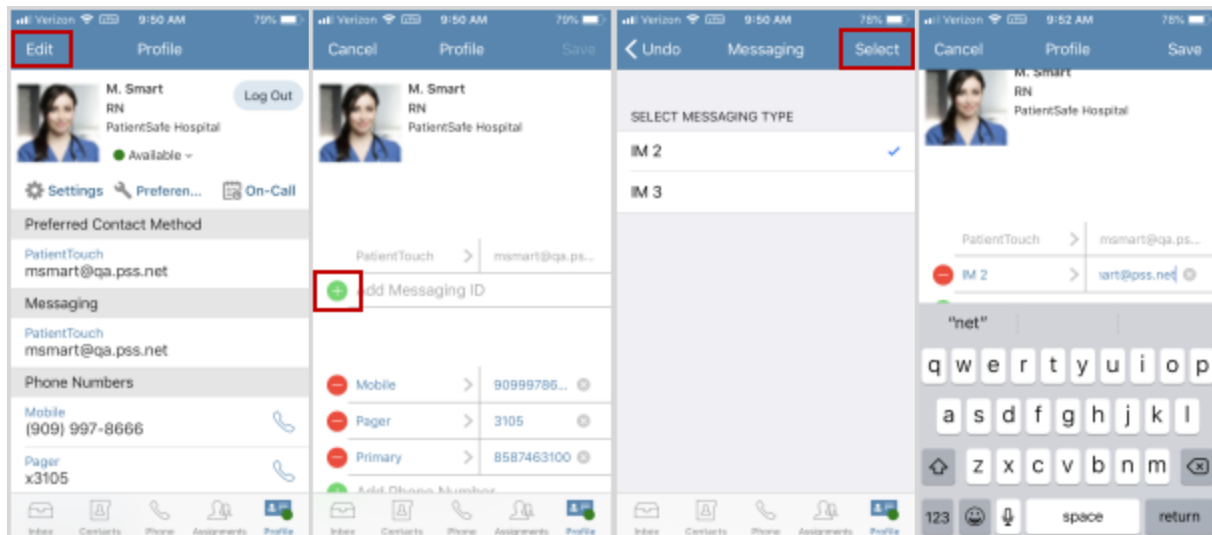 Verizon LTE 9:50 AM 79%
Edit Profile
M. Smart
RN
PatientSafe Hospital
Log Out
Available
Settings Preferen... On-Call
Preferred Contact Method
PatientTouch
msmart@qa.pss.net
Messaging
PatientTouch
msmart@qa.pss.net
Phone Numbers
Mobile
(909) 997-8666
Pager
x3105
Inbox Contacts Phone Assignments Profile
Verizon LTE 9:50 AM 79%
Cancel Profile Save
M. Smart
RN
PatientSafe Hospital
PatientTouch msmart@qa.ps...
Add Messaging ID
Mobile 90999786...
Pager 3105
Primary 8587463100
Add Phone Number
Inbox Contacts Phone Assignments Profile
Verizon LTE 9:50 AM 78%
Undo Messaging Select
SELECT MESSAGING TYPE
IM 2
IM 3
Inbox Contacts Phone Assignments Profile
Verizon LTE 9:52 AM 78%
Cancel Profile Save
M. Smart
RN
PatientSafe Hospital
PatientTouch msmart@qa.ps...
IM 2 art@pss.net
"net"
q w e r t y u i o p
a s d f g h j k l
z x c v b n m
123 space return